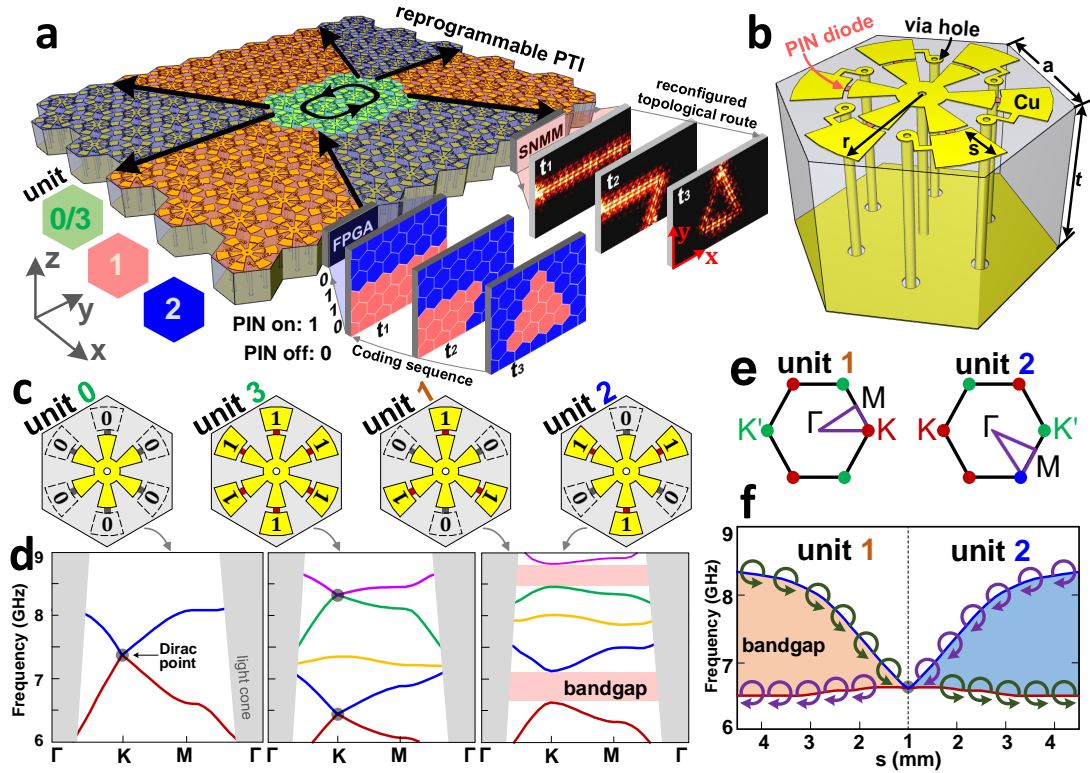 a
reprogrammable PTI
reconfigured
topological route
SNMM
t1
t2
t3
y
x
unit
0/3
1
2
z
y
x
FPGA
0
1
1
1
0
PIN on: 1
PIN off: 0
t1
t2
t3
Coding sequence
b
PIN diode
via hole
a
Cu
r
s
t
c
unit 0
0
0
0
0
0
0
unit 3
1
1
1
1
1
1
unit 1
0
1
1
0
0
1
unit 2
1
0
0
1
1
0
d
Frequency (GHz)
9
8
7
6
Dirac
point
light cone
bandgap
Γ K M Γ
Γ K M Γ
Γ K M Γ
e
unit 1
K'
Γ
M
K
unit 2
K
Γ
K'
M
f
Frequency (GHz)
9
8
7
6
unit 1
unit 2
bandgap
4 3 2 1 2 3 4
s (mm)